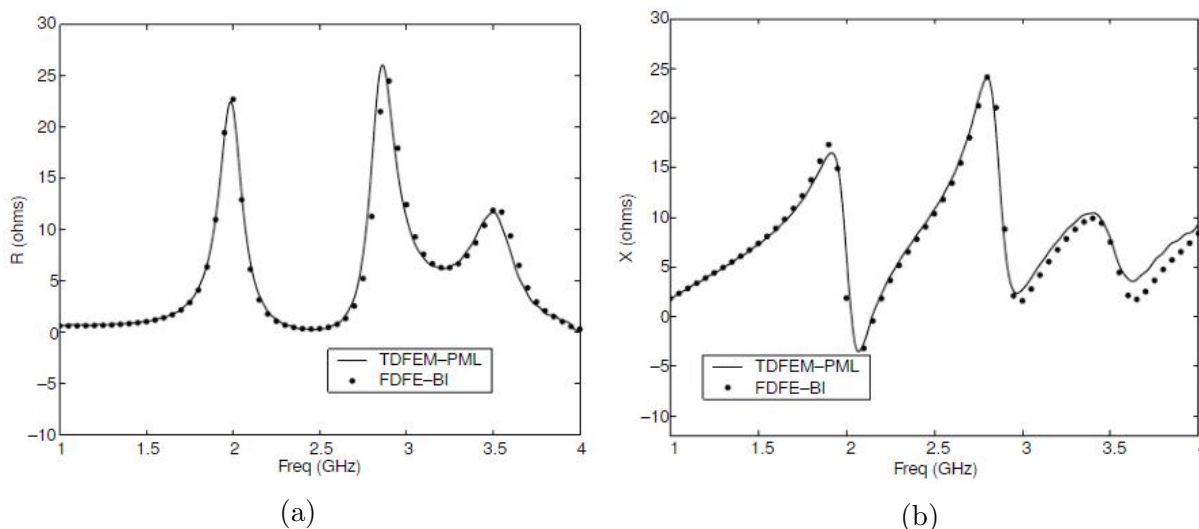 30
25
20
15
10
5
0
−5
−10
R (ohms)
1 1.5 2 2.5 3 3.5 4
Freq (GHz)
TDFEM–PML
FDFE–BI
(a)
30
25
20
15
10
5
0
−5
−10
X (ohms)
1 1.5 2 2.5 3 3.5
Freq (GHz)
TDFEM–PML
FDFE–BI
(b)